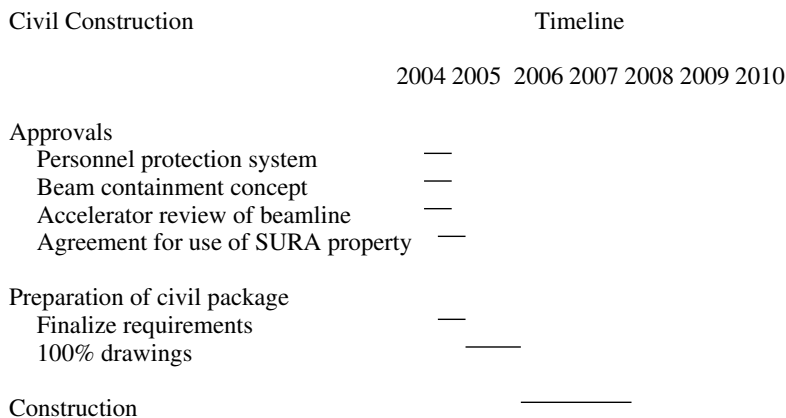 Civil Construction Timeline
2004 2005 2006 2007 2008 2009 2010
Approvals
Personnel protection system
Beam containment concept
Accelerator review of beamline
Agreement for use of SURA property
Preparation of civil package
Finalize requirements
100% drawings
Construction